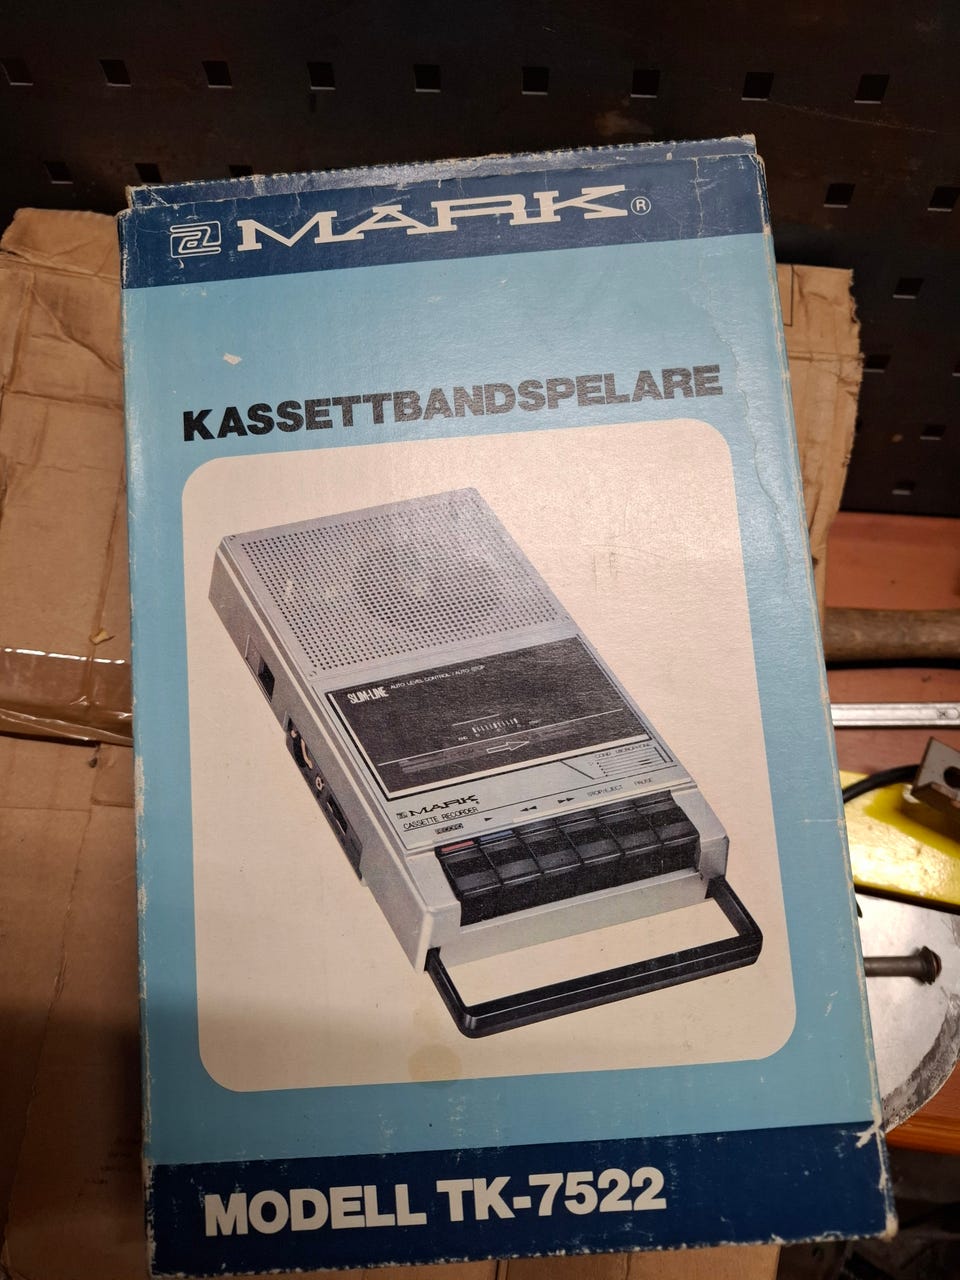 MARK®
KASSETTBANDSPELARE
SLIM-LINE AUTO LEVEL CONTROL / AUTO STOP
MARK
CASSETTE RECORDER
STOP/EJECT
PAUSE
MODELL TK-7522